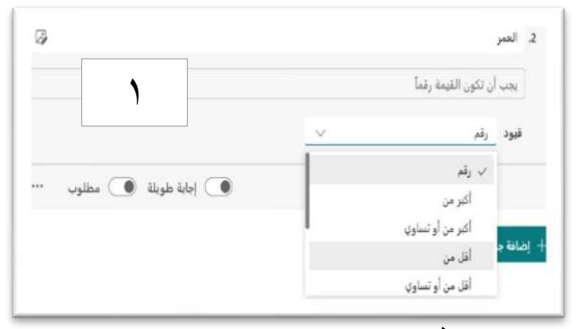 2. العمر
١
يجب أن تكون القيمة رقماً
قيود رقم
رقم
أكبر من
إجابة طويلة مطلوب ...
أكبر من أو تساوي
+ إضافة
أقل من
أقل من أو تساوي